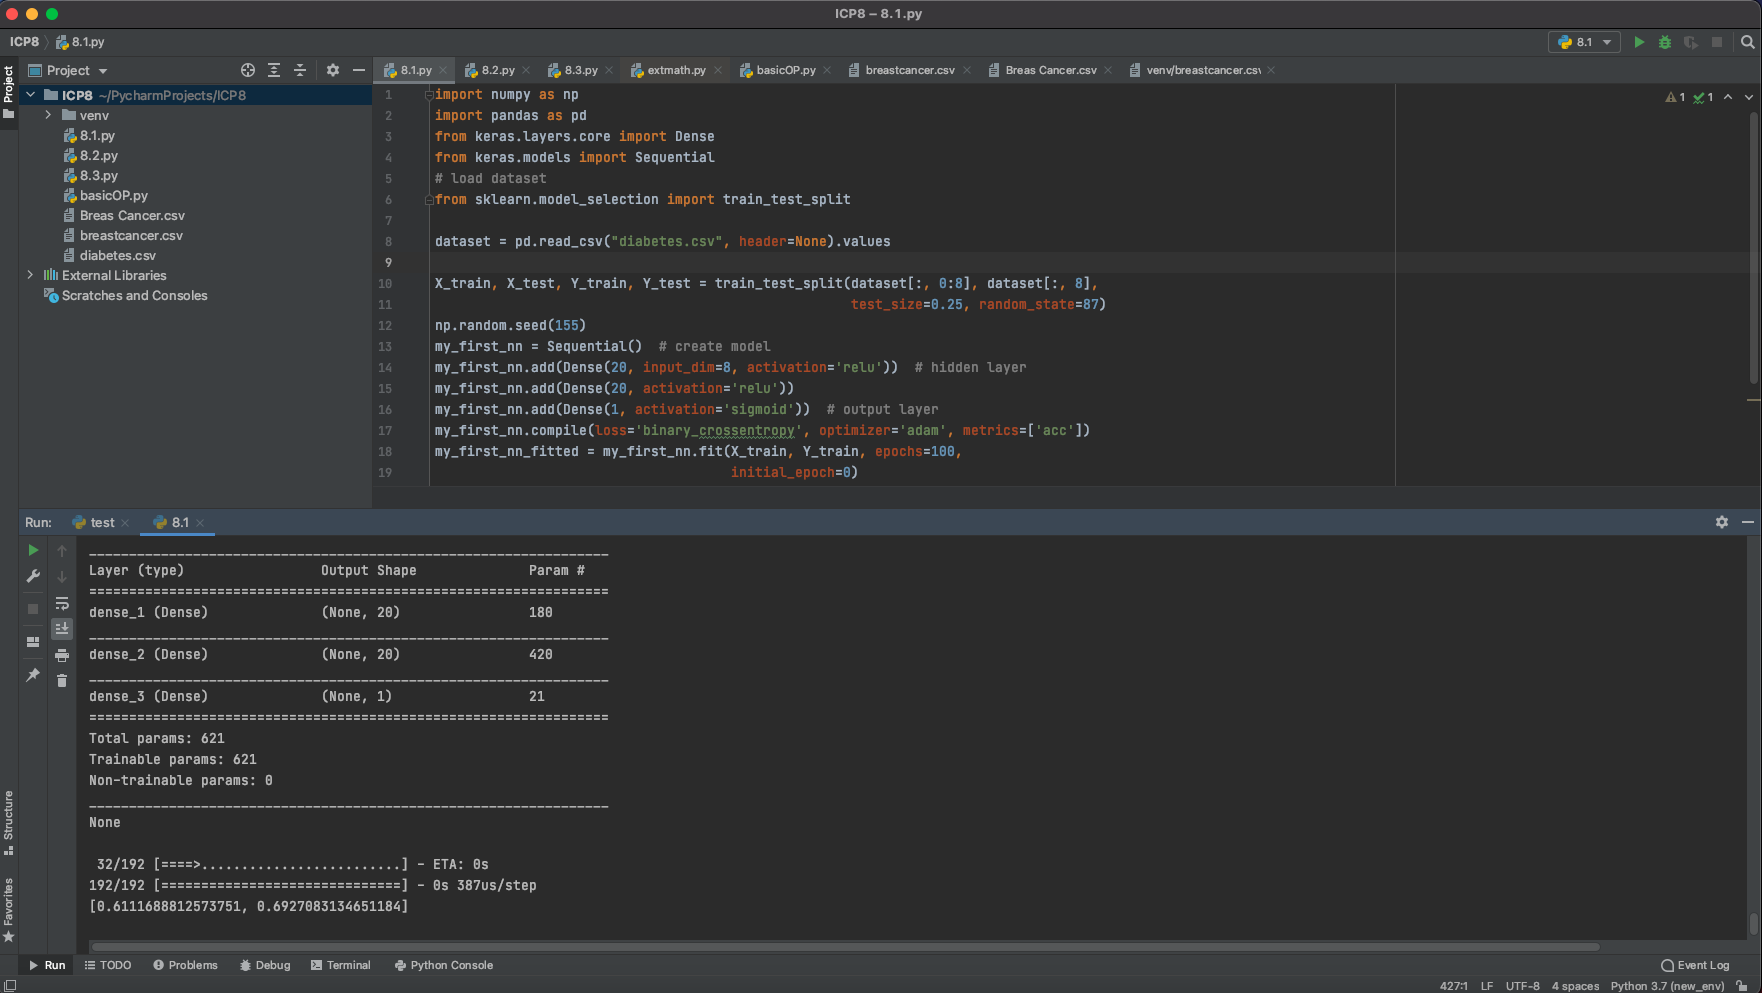 ICP8 – 8.1.py
ICP8 8.1.py
8.1
Project
8.1.py 8.2.py 8.3.py extmath.py basicOP.py breastcancer.csv Breas Cancer.csv venv/breastcancer.csv
Project
ICP8 ~/PycharmProjects/ICP8
venv
8.1.py
8.2.py
8.3.py
basicOP.py
Breas Cancer.csv
breastcancer.csv
diabetes.csv
External Libraries
Scratches and Consoles
1 import numpy as np
2 import pandas as pd
3 from keras.layers.core import Dense
4 from keras.models import Sequential
5 # load dataset
6 from sklearn.model_selection import train_test_split
7
8 dataset = pd.read_csv("diabetes.csv", header=None).values
9
10 X_train, X_test, Y_train, Y_test = train_test_split(dataset[:, 0:8], dataset[:, 8],
11 test_size=0.25, random_state=87)
12 np.random.seed(155)
13 my_first_nn = Sequential()  # create model
14 my_first_nn.add(Dense(20, input_dim=8, activation='relu'))  # hidden layer
15 my_first_nn.add(Dense(20, activation='relu'))
16 my_first_nn.add(Dense(1, activation='sigmoid'))  # output layer
17 my_first_nn.compile(loss='binary_crossentropy', optimizer='adam', metrics=['acc'])
18 my_first_nn_fitted = my_first_nn.fit(X_train, Y_train, epochs=100,
19 initial_epoch=0)
1 1
Run: test 8.1
_________________________________________________________________
Layer (type) Output Shape Param #
=================================================================
dense_1 (Dense) (None, 20) 180
_________________________________________________________________
dense_2 (Dense) (None, 20) 420
_________________________________________________________________
dense_3 (Dense) (None, 1) 21
=================================================================
Total params: 621
Trainable params: 621
Non-trainable params: 0
_________________________________________________________________
None
32/192 [====>.........................] - ETA: 0s
192/192 [==============================] - 0s 387us/step
[0.6111688812573751, 0.6927083134651184]
Structure
Favorites
Run TODO Problems Debug Terminal Python Console Event Log
427:1 LF UTF-8 4 spaces Python 3.7 (new_env)